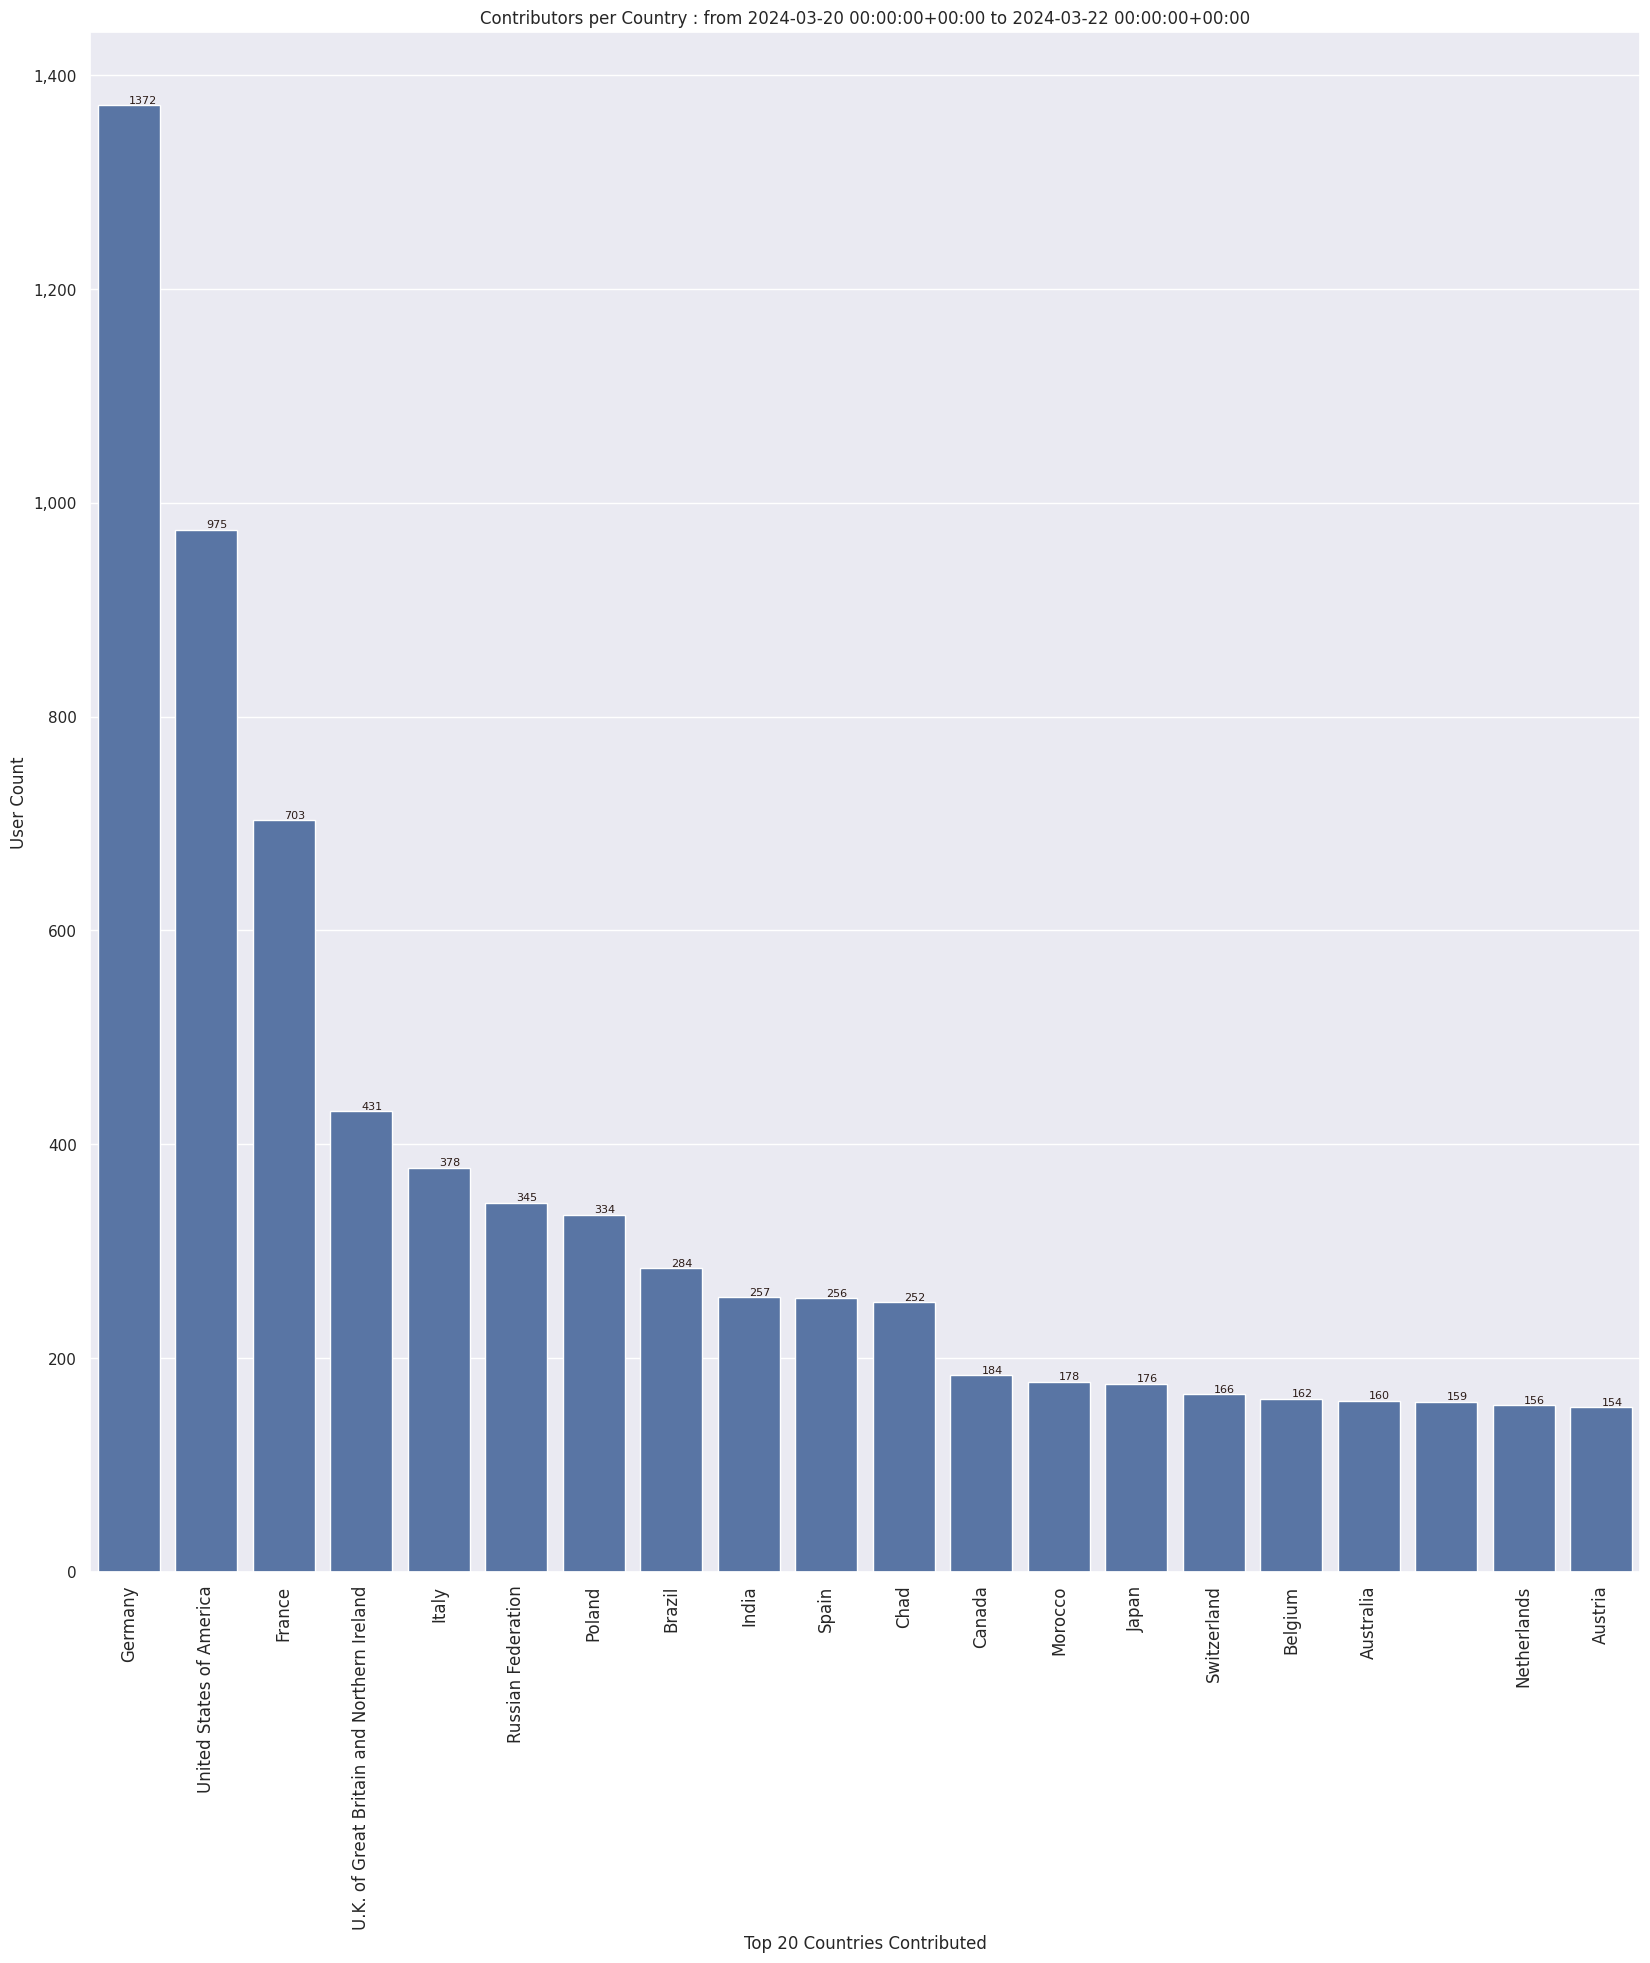 Contributors per Country : from 2024-03-20 00:00:00+00:00 to 2024-03-22 00:00:00+00:00
User Count
1,400
1,200
1,000
800
600
400
200
0
1372
975
703
431
378
345
334
284
257
256
252
184
178
176
166
162
160
159
156
154
Germany
United States of America
France
U.K. of Great Britain and Northern Ireland
Italy
Russian Federation
Poland
Brazil
India
Spain
Chad
Canada
Morocco
Japan
Switzerland
Belgium
Australia
Netherlands
Austria
Top 20 Countries Contributed